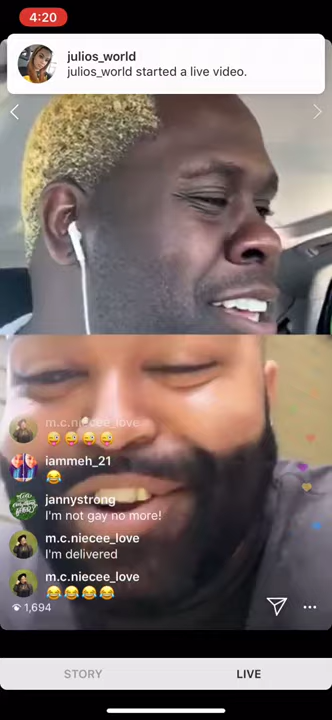 4:20
julios_world
julios_world started a live video.
m.c.niecee_love
iammeh_21
jannystrong
I'm not gay no more!
m.c.niecee_love
I'm delivered
m.c.niecee_love
1,694
STORY
LIVE